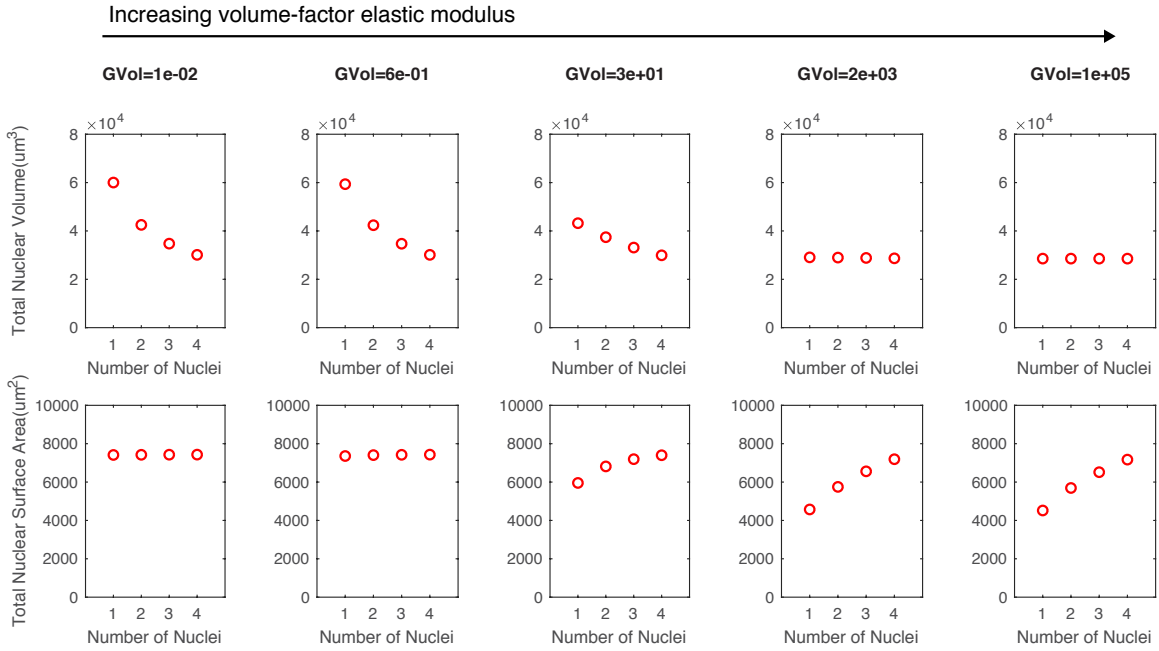 Increasing volume-factor elastic modulus
GVol=1e-02 GVol=6e-01 GVol=3e+01 GVol=2e+03 GVol=1e+05
×10⁴ ×10⁴ ×10⁴ ×10⁴ ×10⁴
Total Nuclear Volume(um³)
8 8 8 8 8
6 6 6 6 6
4 4 4 4 4
2 2 2 2 2
0 0 0 0 0
1 2 3 4 1 2 3 4 1 2 3 4 1 2 3 4 1 2 3 4
Number of Nuclei Number of Nuclei Number of Nuclei Number of Nuclei Number of Nuclei
Total Nuclear Surface Area(um²)
10000 10000 10000 10000 10000
8000 8000 8000 8000 8000
6000 6000 6000 6000 6000
4000 4000 4000 4000 4000
2000 2000 2000 2000 2000
0 0 0 0 0
1 2 3 4 1 2 3 4 1 2 3 4 1 2 3 4 1 2 3 4
Number of Nuclei Number of Nuclei Number of Nuclei Number of Nuclei Number of Nuclei